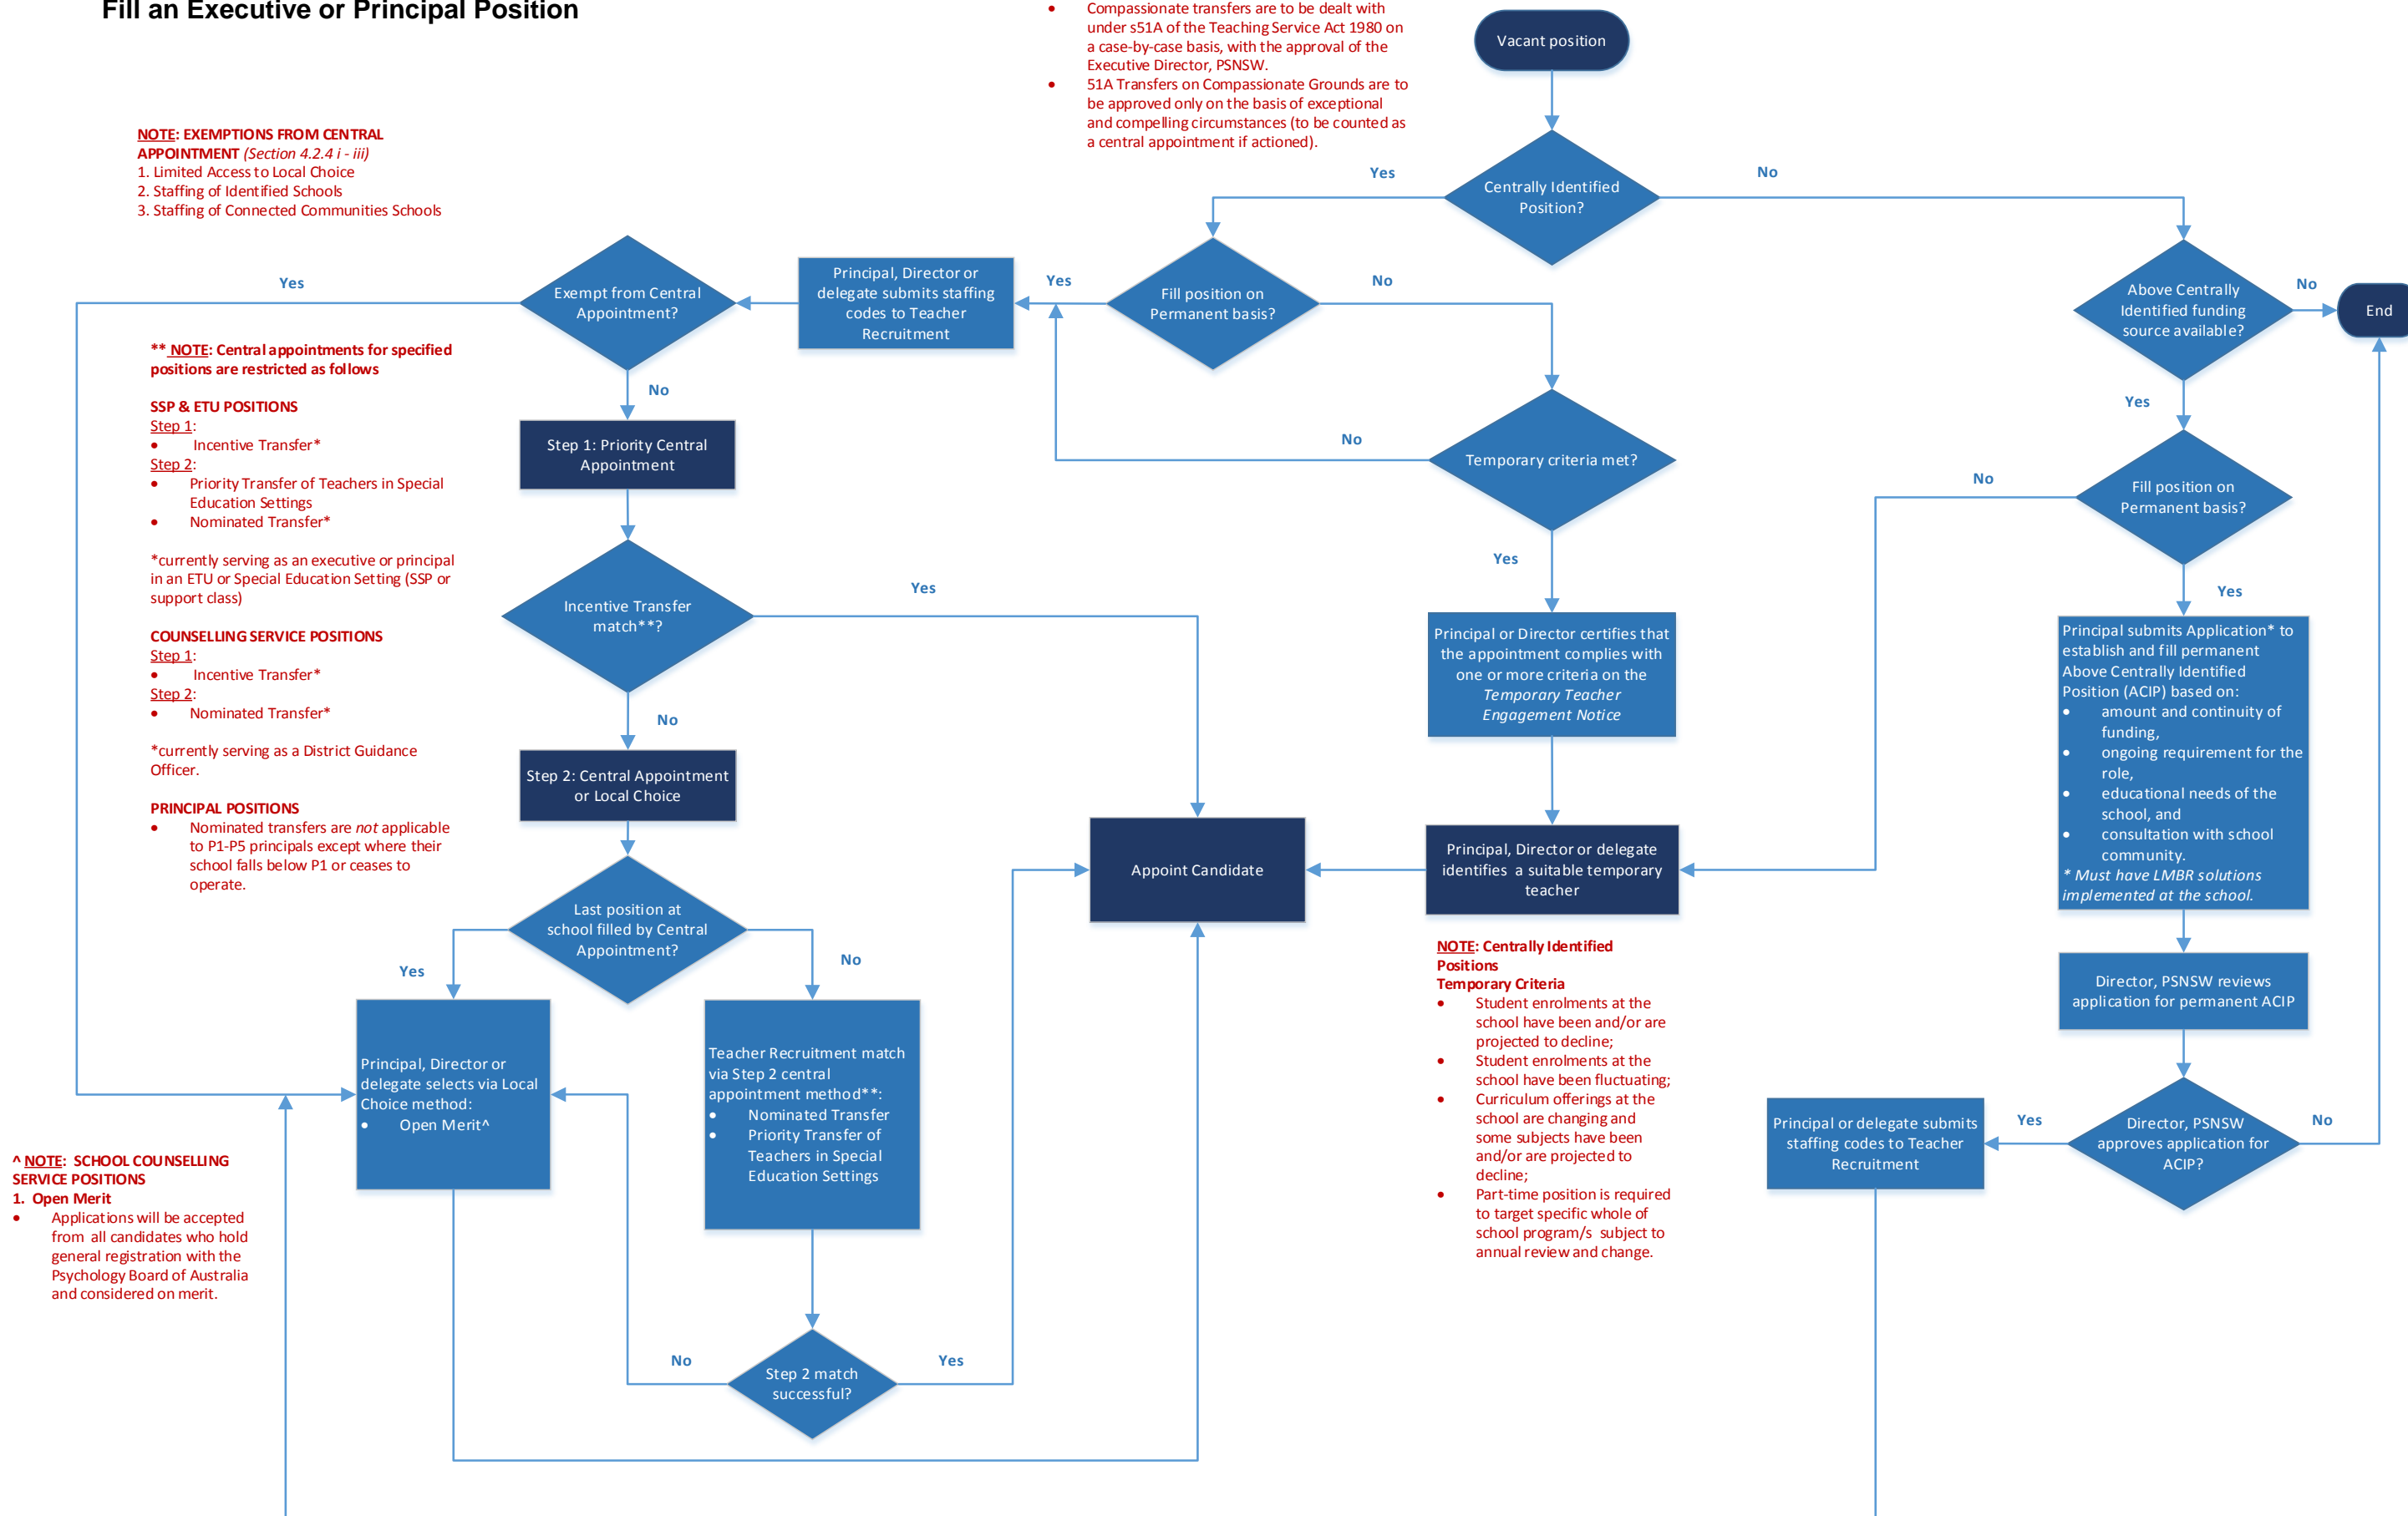 Fill an Executive or Principal Position
• Compassionate transfers are to be dealt with
under s51A of the Teaching Service Act 1980 on
a case-by-case basis, with the approval of the
Executive Director, PSNSW.
• 51A Transfers on Compassionate Grounds are to
be approved only on the basis of exceptional
and compelling circumstances (to be counted as
a central appointment if actioned).
Vacant position
NOTE: EXEMPTIONS FROM CENTRAL
APPOINTMENT (Section 4.2.4 i - iii)
1. Limited Access to Local Choice
2. Staffing of Identified Schools
3. Staffing of Connected Communities Schools
Yes
Centrally Identified
Position?
No
Yes
Exempt from Central
Appointment?
Principal, Director or
delegate submits staffing
codes to Teacher
Recruitment
Yes
Fill position on
Permanent basis?
No
Above Centrally
Identified funding
source available?
No
End
** NOTE: Central appointments for specified
positions are restricted as follows
SSP & ETU POSITIONS
Step 1:
• Incentive Transfer*
Step 2:
• Priority Transfer of Teachers in Special
Education Settings
• Nominated Transfer*
*currently serving as an executive or principal
in an ETU or Special Education Setting (SSP or
support class)
COUNSELLING SERVICE POSITIONS
Step 1:
• Incentive Transfer*
Step 2:
• Nominated Transfer*
*currently serving as a District Guidance
Officer.
PRINCIPAL POSITIONS
• Nominated transfers are not applicable
to P1-P5 principals except where their
school falls below P1 or ceases to
operate.
No
Step 1: Priority Central
Appointment
Incentive Transfer
match**?
Yes
No
Step 2: Central Appointment
or Local Choice
Last position at
school filled by Central
Appointment?
Yes
No
No
Temporary criteria met?
Yes
Principal or Director certifies that
the appointment complies with
one or more criteria on the
Temporary Teacher
Engagement Notice
Appoint Candidate
Principal, Director or delegate
identifies a suitable temporary
teacher
Yes
No
Fill position on
Permanent basis?
Yes
Principal submits Application* to
establish and fill permanent
Above Centrally Identified
Position (ACIP) based on:
• amount and continuity of
funding,
• ongoing requirement for the
role,
• educational needs of the
school, and
• consultation with school
community.
* Must have LMBR solutions
implemented at the school.
Director, PSNSW reviews
application for permanent ACIP
Director, PSNSW
approves application for
ACIP?
Yes
No
Principal or delegate submits
staffing codes to Teacher
Recruitment
NOTE: Centrally Identified
Positions
Temporary Criteria
• Student enrolments at the
school have been and/or are
projected to decline;
• Student enrolments at the
school have been fluctuating;
• Curriculum offerings at the
school are changing and
some subjects have been
and/or are projected to
decline;
• Part-time position is required
to target specific whole of
school program/s subject to
annual review and change.
Principal, Director or
delegate selects via Local
Choice method:
• Open Merit^
Teacher Recruitment match
via Step 2 central
appointment method**:
• Nominated Transfer
• Priority Transfer of
Teachers in Special
Education Settings
^ NOTE: SCHOOL COUNSELLING
SERVICE POSITIONS
1. Open Merit
• Applications will be accepted
from all candidates who hold
general registration with the
Psychology Board of Australia
and considered on merit.
No
Step 2 match
successful?
Yes